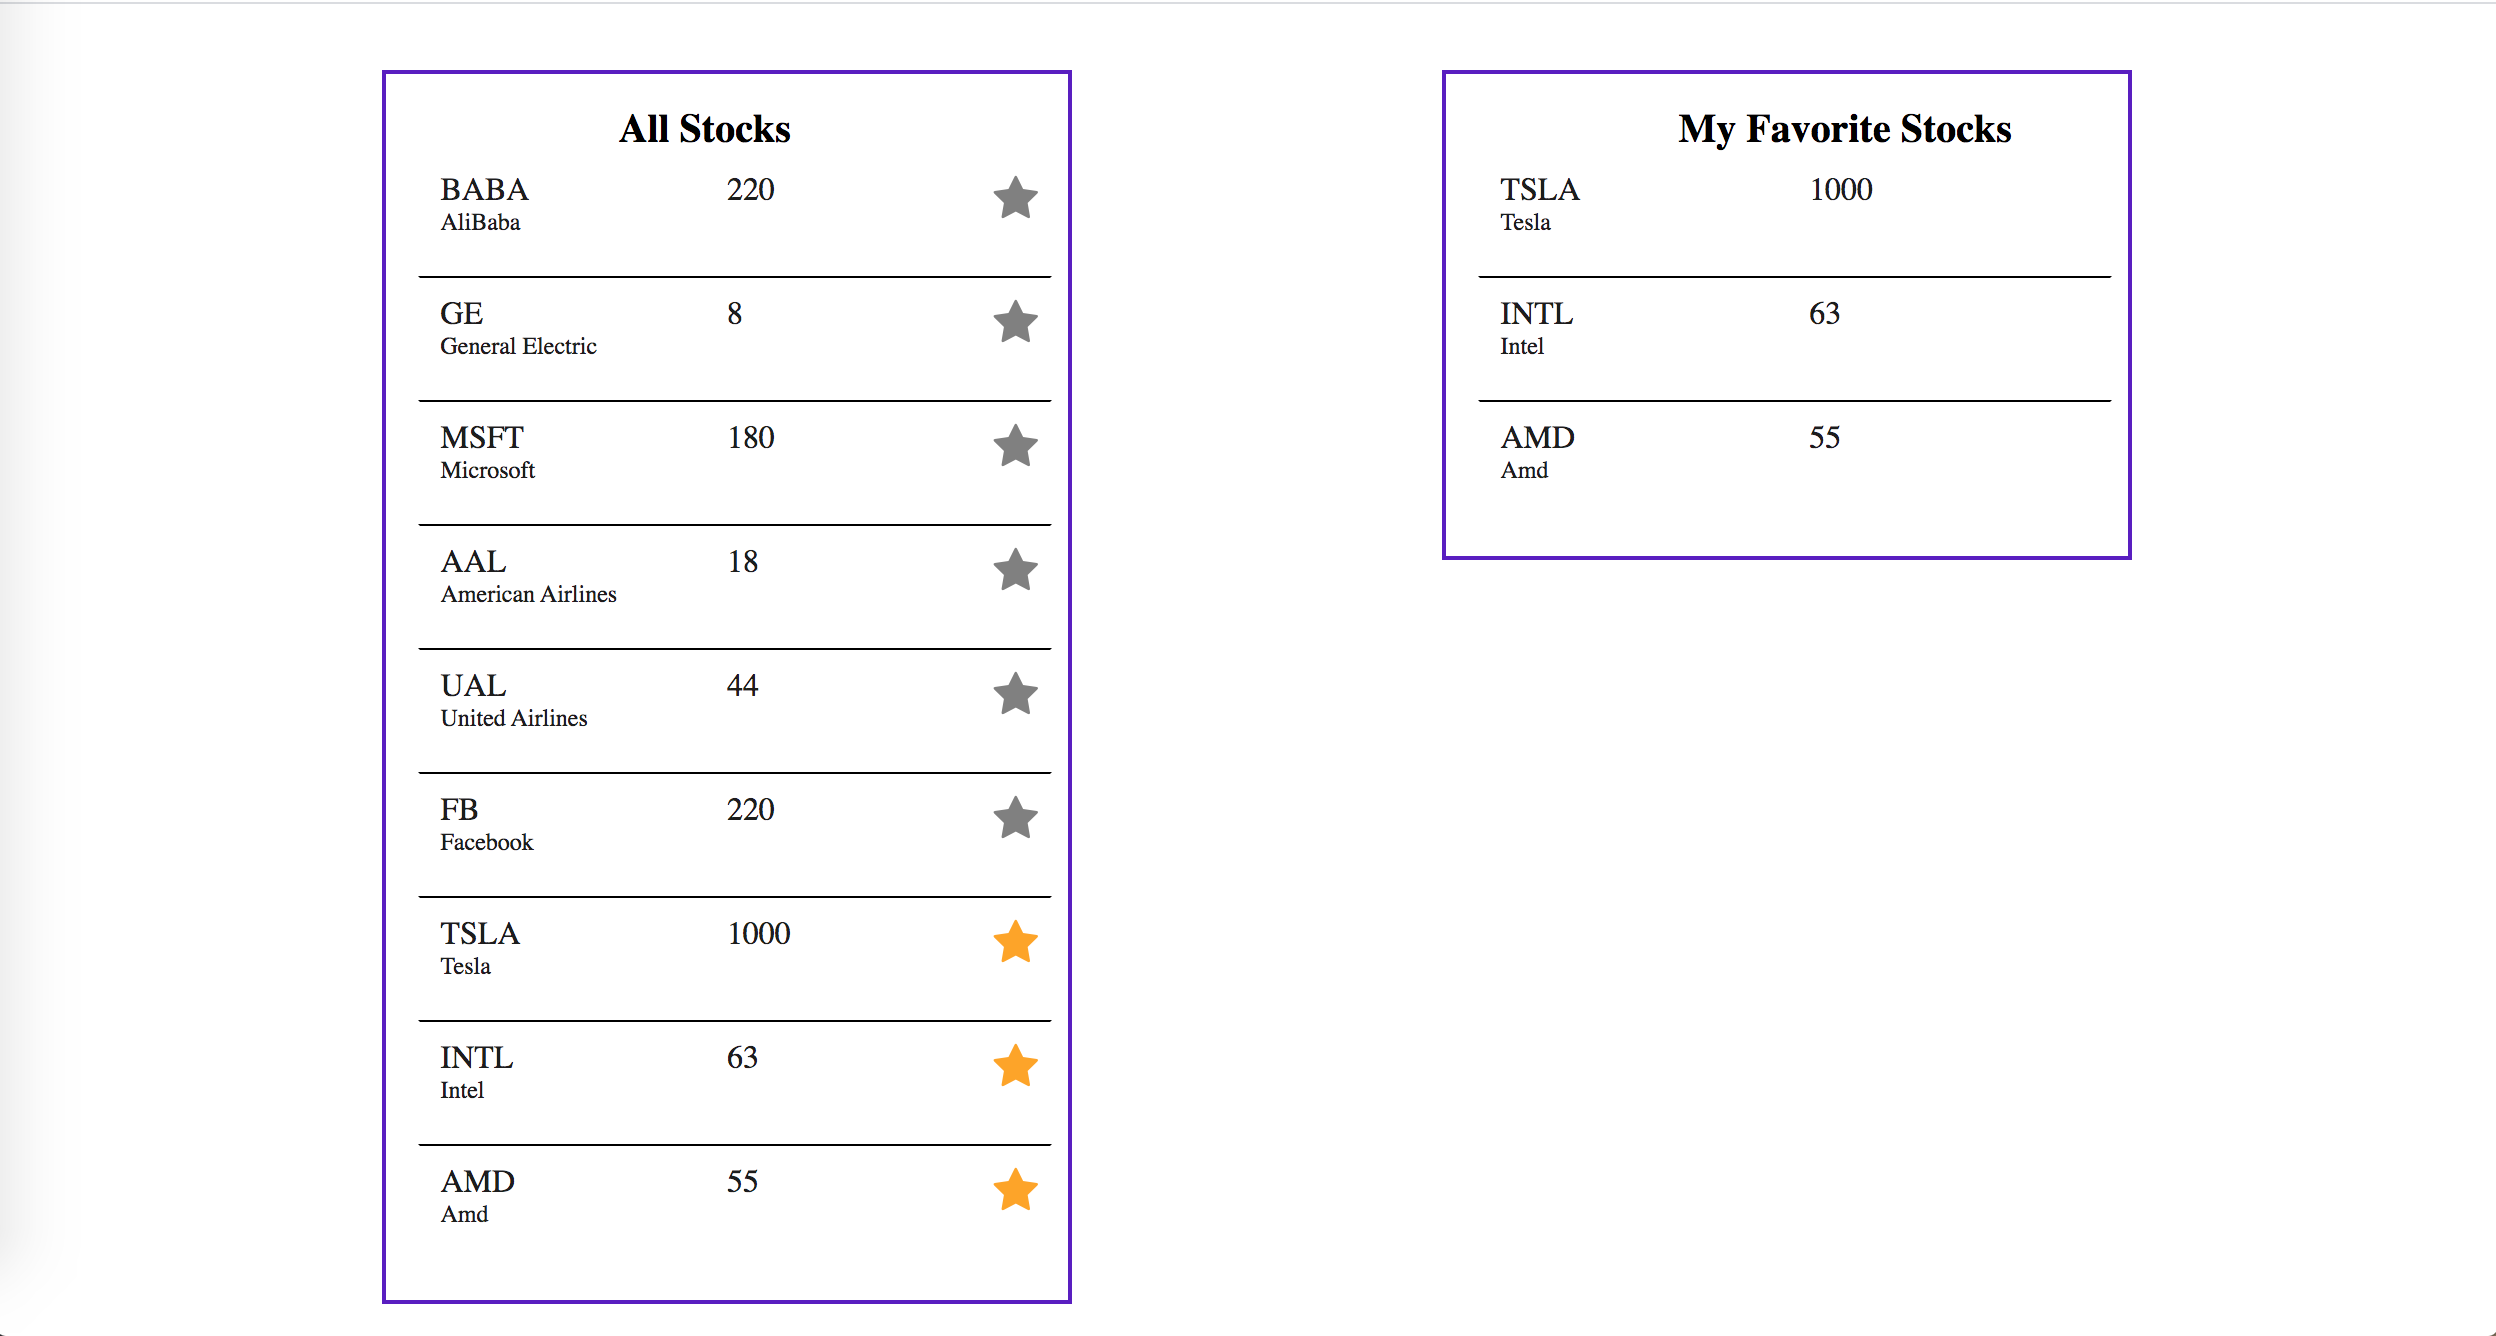 All Stocks
BABA 220
AliBaba
GE 8
General Electric
MSFT 180
Microsoft
AAL 18
American Airlines
UAL 44
United Airlines
FB 220
Facebook
TSLA 1000
Tesla
INTL 63
Intel
AMD 55
Amd
My Favorite Stocks
TSLA 1000
Tesla
INTL 63
Intel
AMD 55
Amd